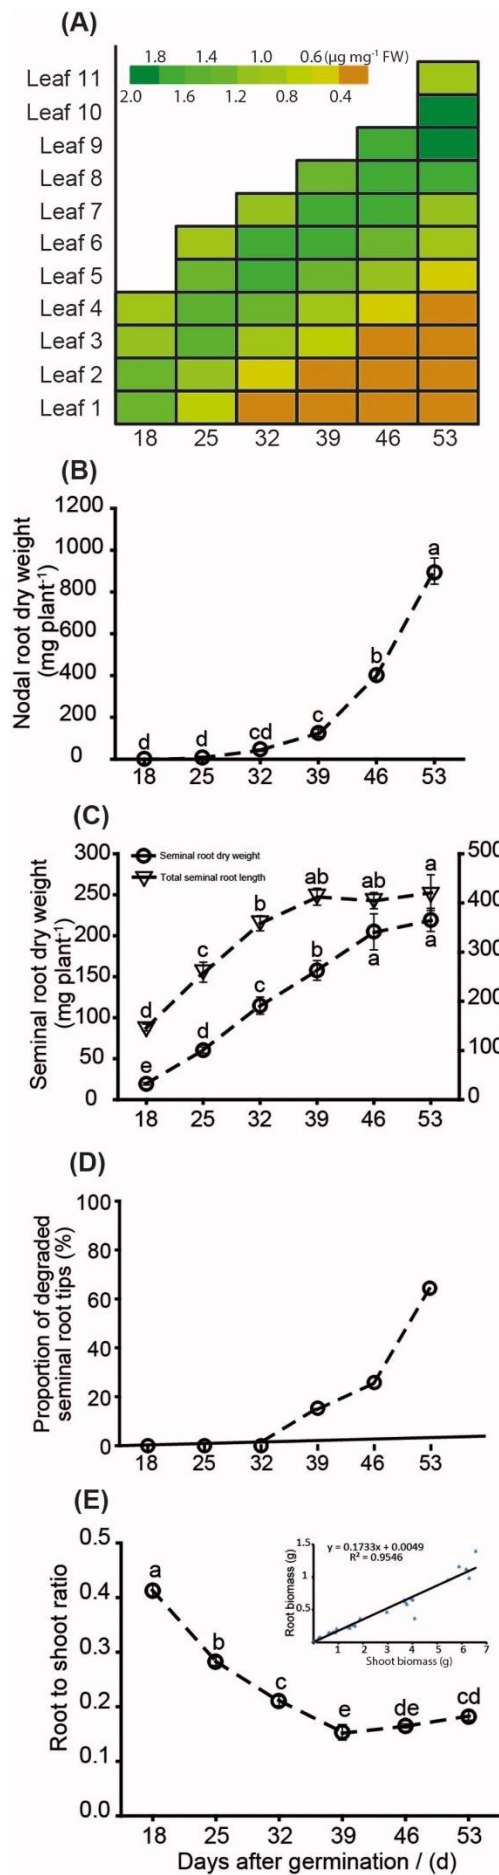 (A)
1.8 1.4 1.0 0.6 (µg mg⁻¹ FW)
2.0 1.6 1.2 0.8 0.4
Leaf 11
Leaf 10
Leaf 9
Leaf 8
Leaf 7
Leaf 6
Leaf 5
Leaf 4
Leaf 3
Leaf 2
Leaf 1
18 25 32 39 46 53
(B)
Nodal root dry weight
(mg plant⁻¹)
1200
1000
800
600
400
200
0
d d cd c b a
18 25 32 39 46 53
(C)
Seminal root dry weight
(mg plant⁻¹)
300
250
200
150
100
50
0
Seminal root dry weight
Total seminal root length
d c b ab ab a
e d c b a a
500
400
300
200
100
0
18 25 32 39 46 53
(D)
Proportion of degraded
seminal root tips (%)
100
80
60
40
20
0
18 25 32 39 46 53
(E)
Root to shoot ratio
0.5
0.4
0.3
0.2
0.1
0.0
a b c e de cd
y = 0.1733x + 0.0049
R² = 0.9546
Root biomass (g)
1.5
1
0.5
1 2 3 4 5 6 7
Shoot biomass (g)
18 25 32 39 46 53
Days after germination / (d)